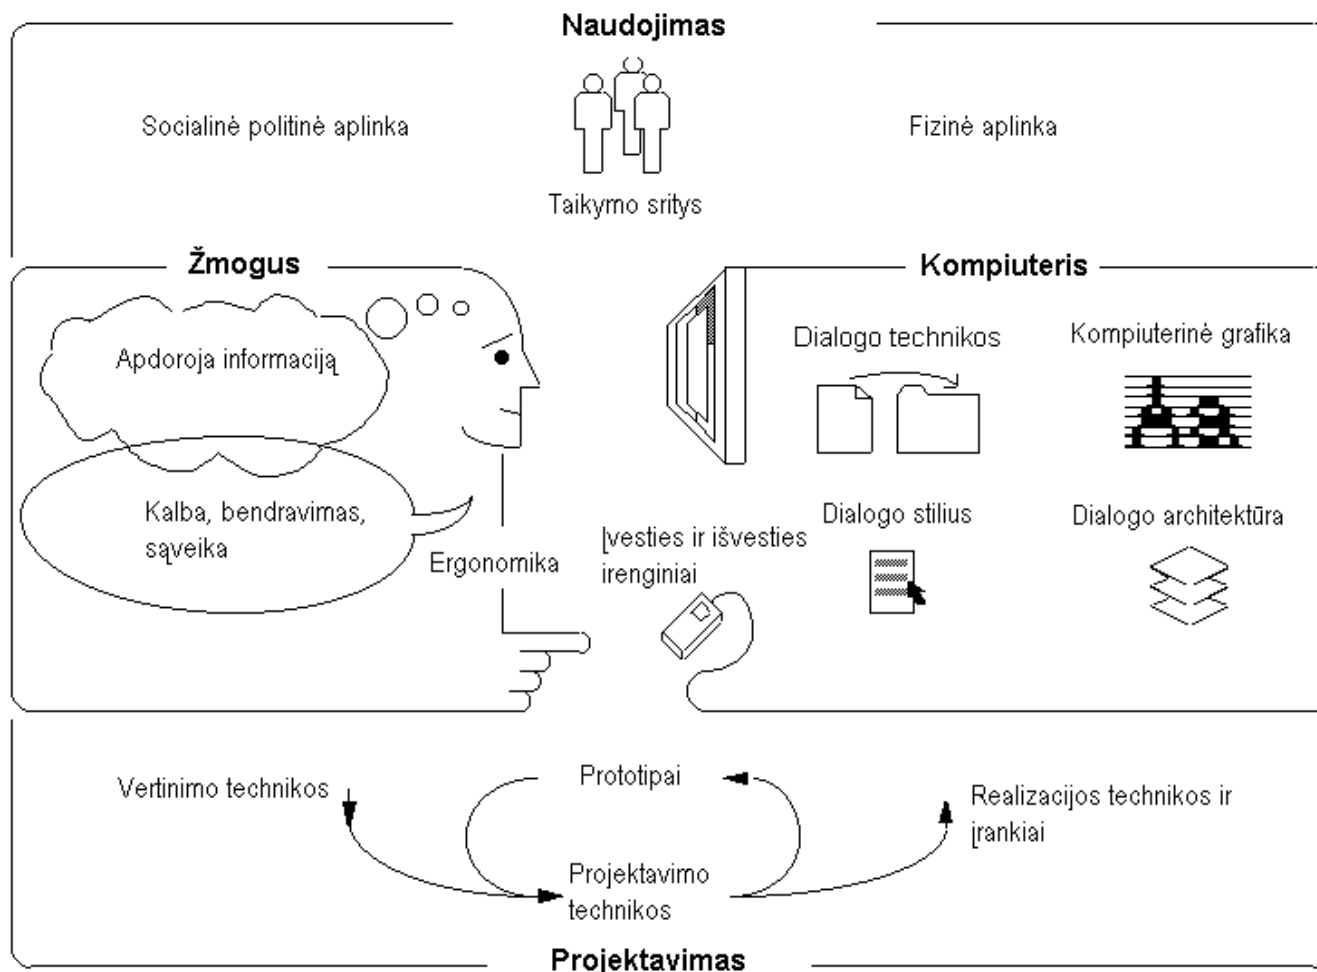 Naudojimas
Socialinė politinė aplinka
Fizinė aplinka
Taikymo sritys
Žmogus
Kompiuteris
Apdoroja informaciją
Dialogo technikos
Kompiuterinė grafika
Kalba, bendravimas,
sąveika
Ergonomika
Įvesties ir išvesties
irenginiai
Dialogo stilius
Dialogo architektūra
Vertinimo technikos
Prototipai
Realizacijos technikos ir
įrankiai
Projektavimo
technikos
Projektavimas